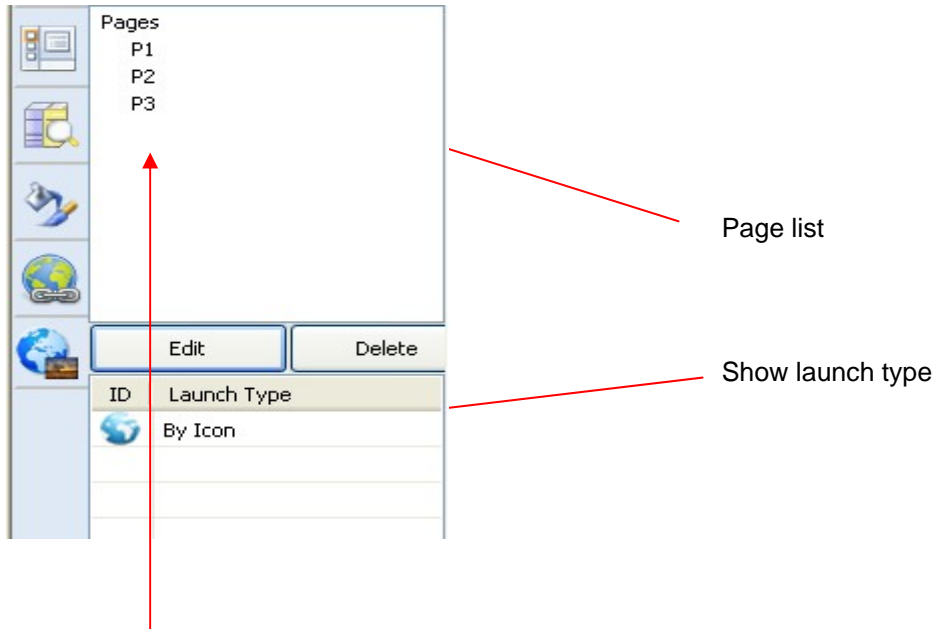 Pages
P1
P2
P3
Page list
Edit Delete
Show launch type
ID Launch Type
By Icon